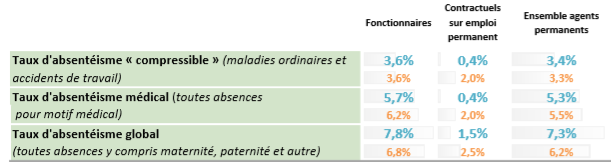 Fonctionnaires
Contractuels
sur emploi
permanent
Ensemble agents
permanents
Taux d'absentéisme « compressible » (maladies ordinaires et
accidents de travail)
3,6% 0,4% 3,4%
3,6% 2,0% 3,3%
Taux d'absentéisme médical (toutes absences
pour motif médical)
5,7% 0,4% 5,3%
6,2% 2,0% 5,5%
Taux d'absentéisme global
(toutes absences y compris maternité, paternité et autre)
7,8% 1,5% 7,3%
6,8% 2,5% 6,2%